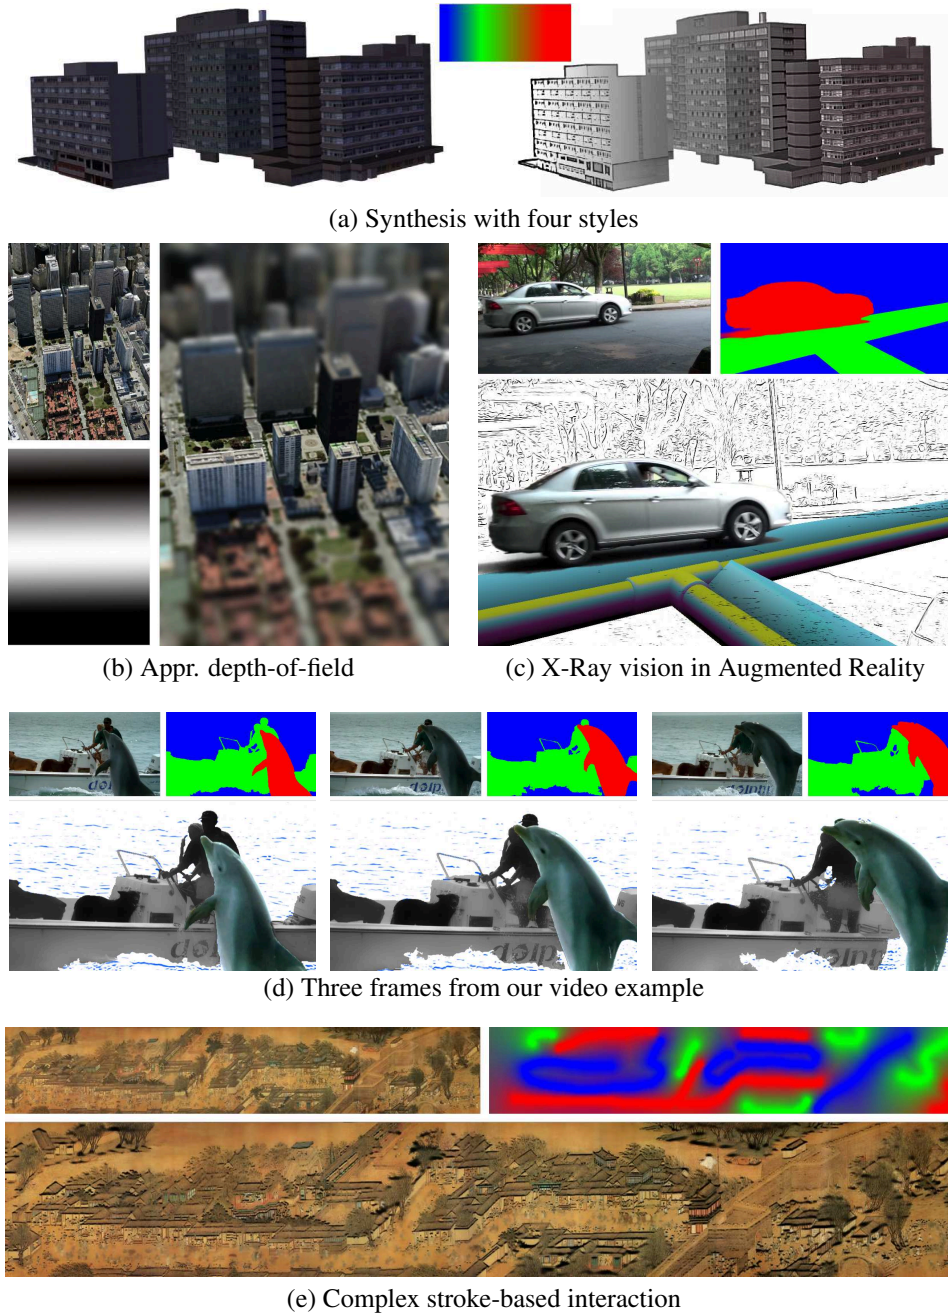 (a) Synthesis with four styles
(b) Appr. depth-of-field
(c) X-Ray vision in Augmented Reality
(d) Three frames from our video example
(e) Complex stroke-based interaction